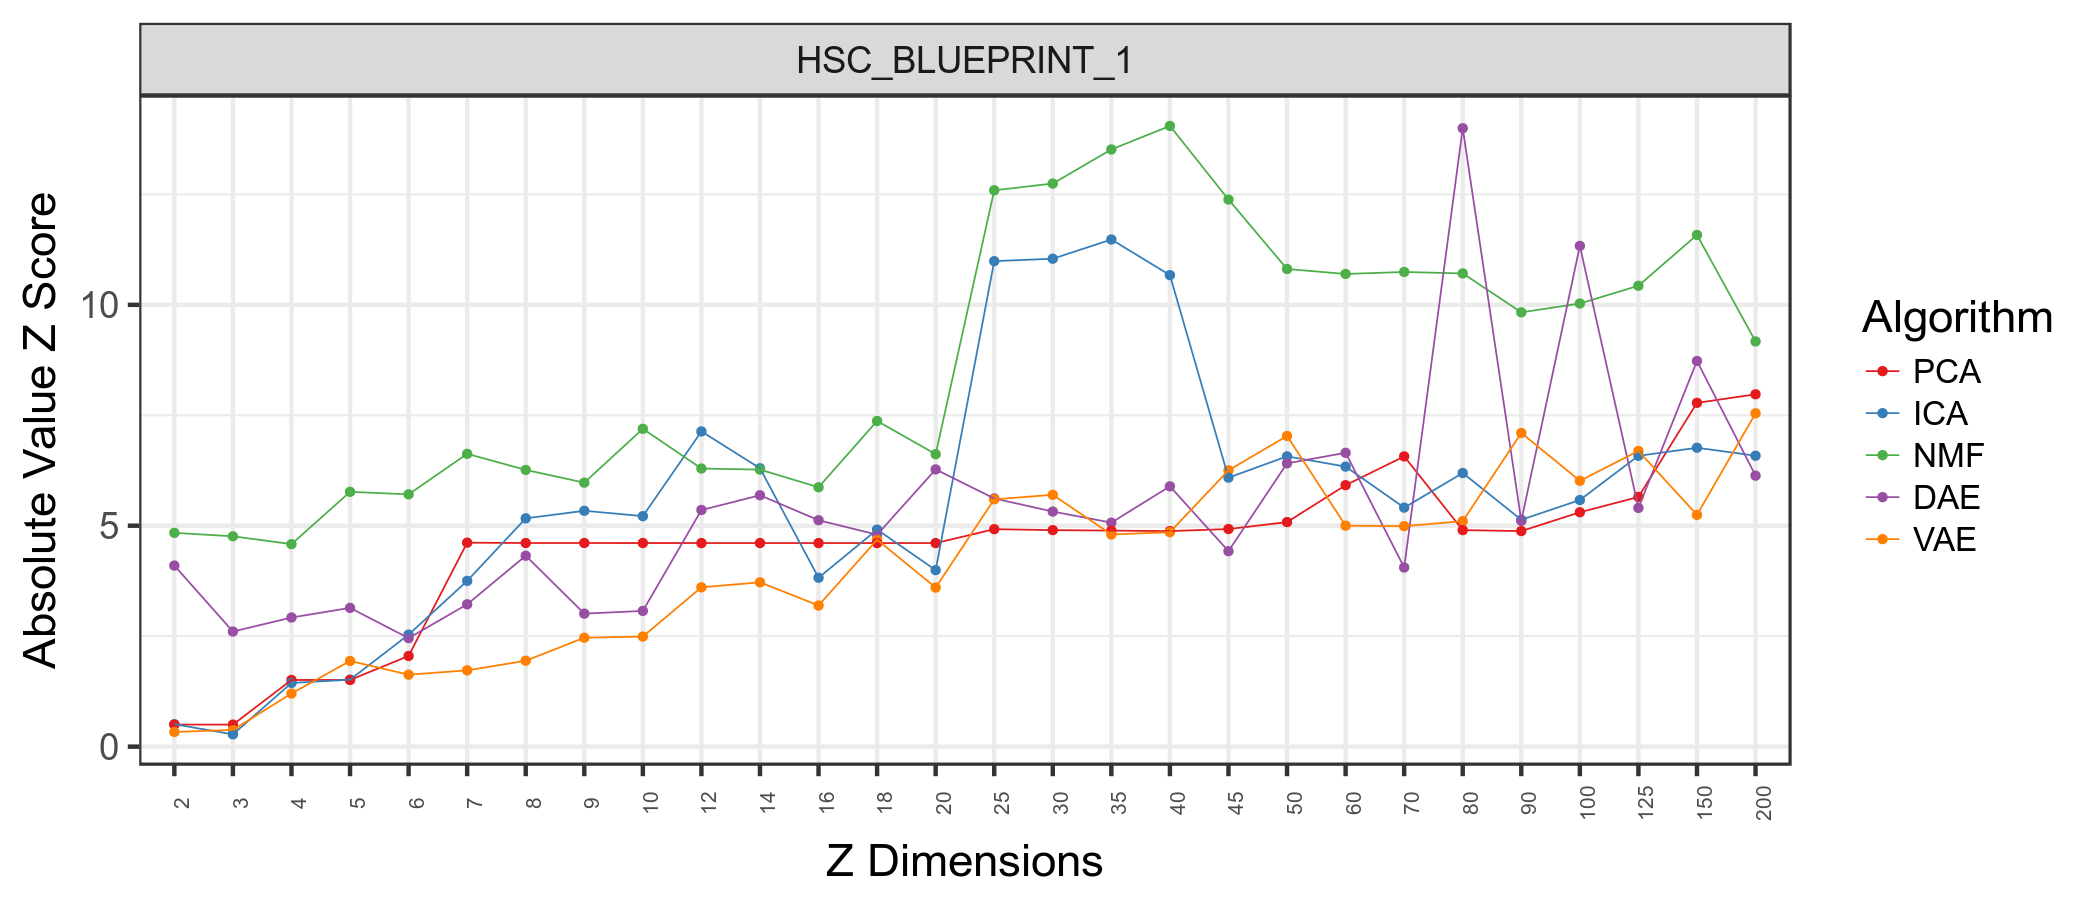 HSC_BLUEPRINT_1
Absolute Value Z Score
10
5
0
2 3 4 5 6 7 8 9 10 12 14 16 18 20 25 30 35 40 45 50 60 70 80 90 100 125 150 200
Z Dimensions
Algorithm
PCA
ICA
NMF
DAE
VAE